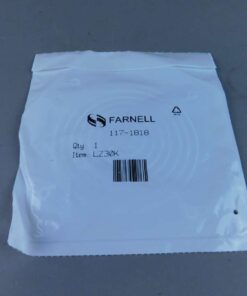 FARNELL
117-1818
Qty: 1
Item: LZ30K